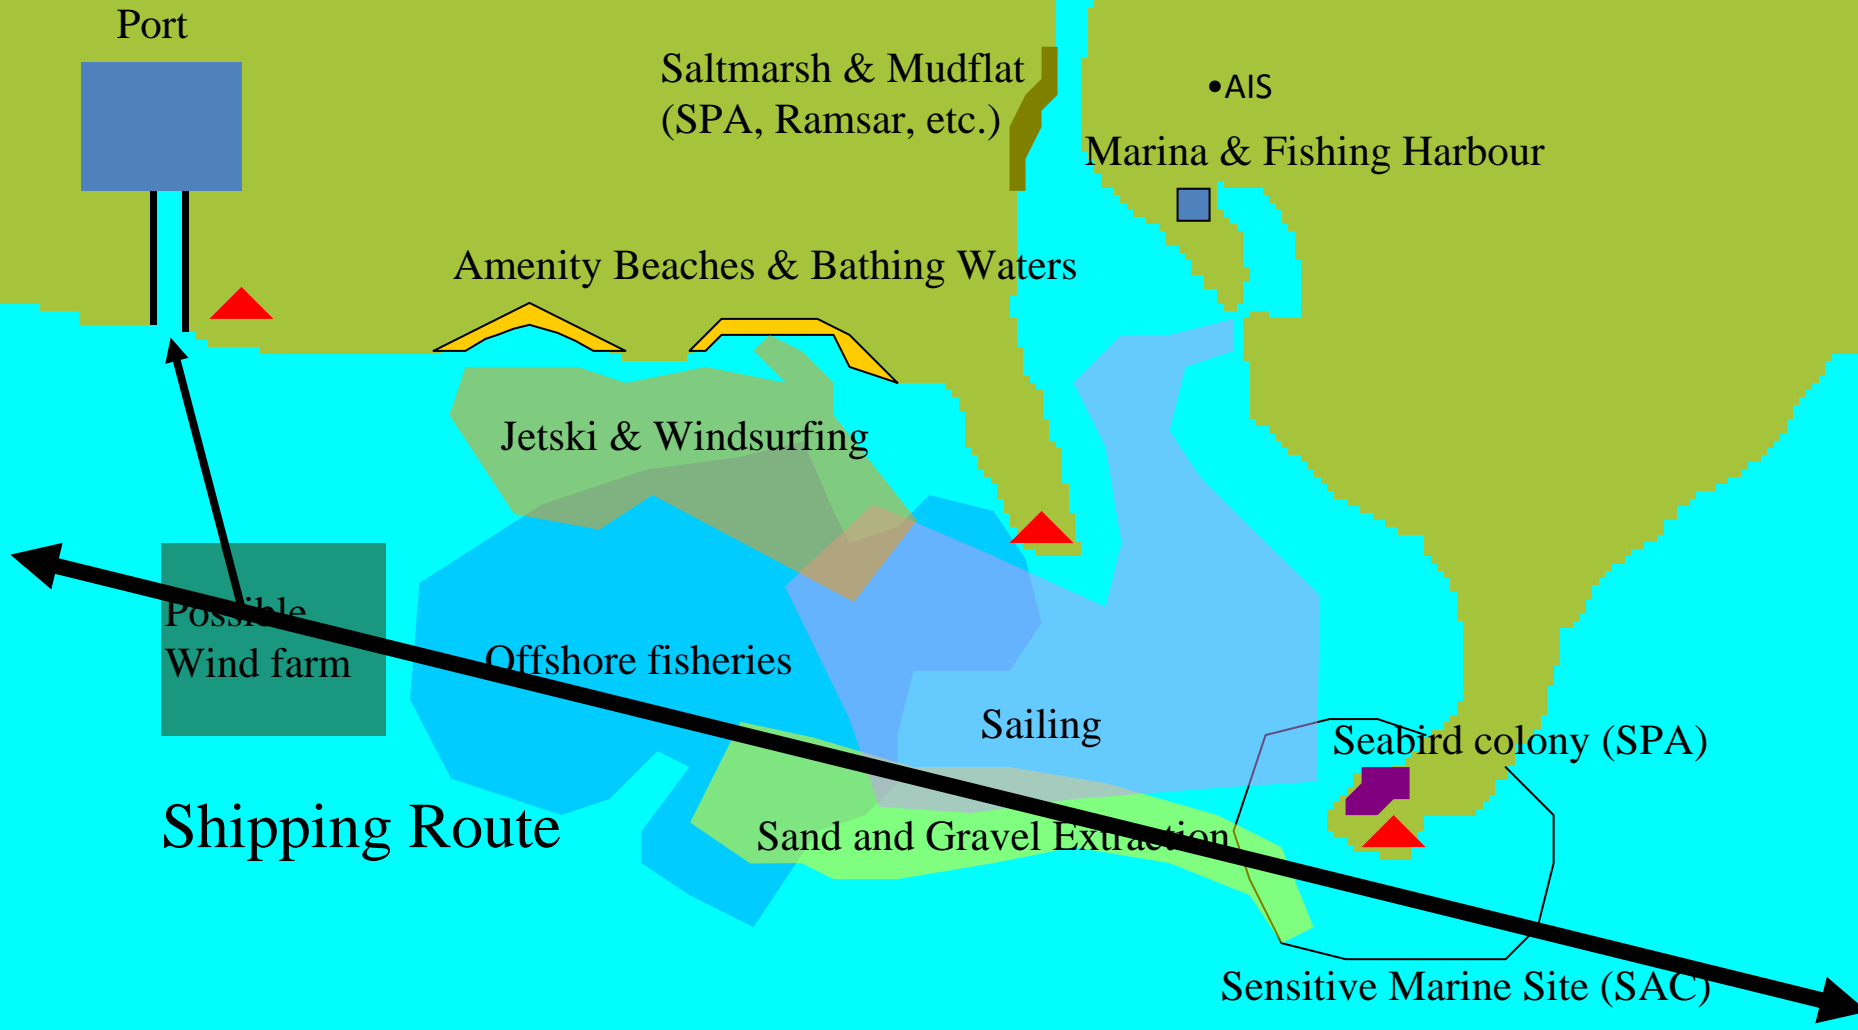 Port
Saltmarsh & Mudflat
(SPA, Ramsar, etc.)
•AIS
Marina & Fishing Harbour
Amenity Beaches & Bathing Waters
Jetski & Windsurfing
Possible
Wind farm
Offshore fisheries
Sailing
Seabird colony (SPA)
Shipping Route
Sand and Gravel Extraction
Sensitive Marine Site (SAC)